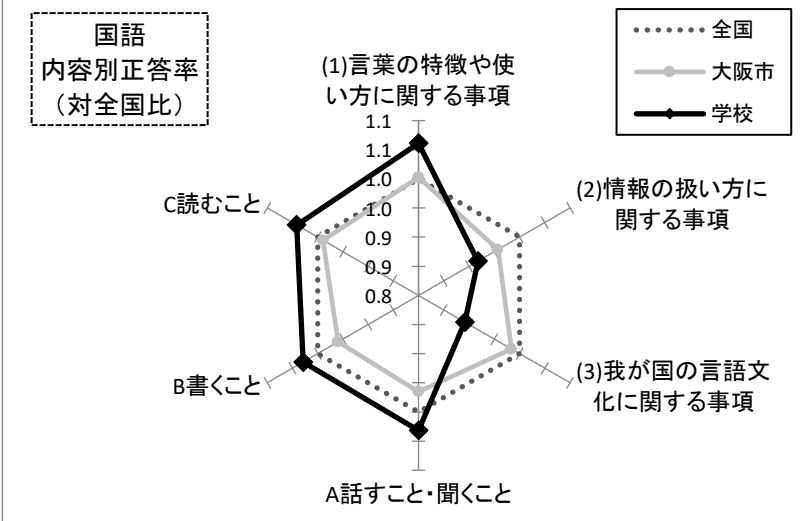 国語
内容別正答率
（対全国比）
全国
大阪市
学校
(1)言葉の特徴や使
い方に関する事項
1.1
1.1
1.0
1.0
0.9
0.9
0.8
(2)情報の扱い方に
関する事項
(3)我が国の言語文
化に関する事項
A話すこと・聞くこと
B書くこと
C読むこと